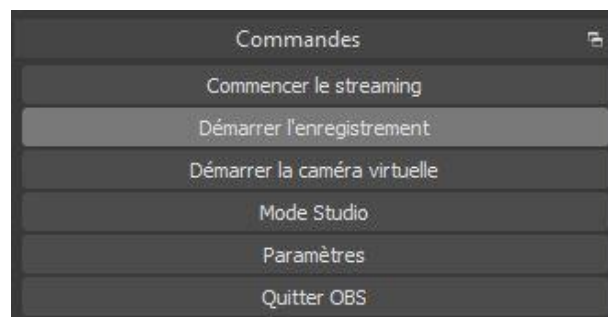 Commandes
Commencer le streaming
Démarrer l'enregistrement
Démarrer la caméra virtuelle
Mode Studio
Paramètres
Quitter OBS